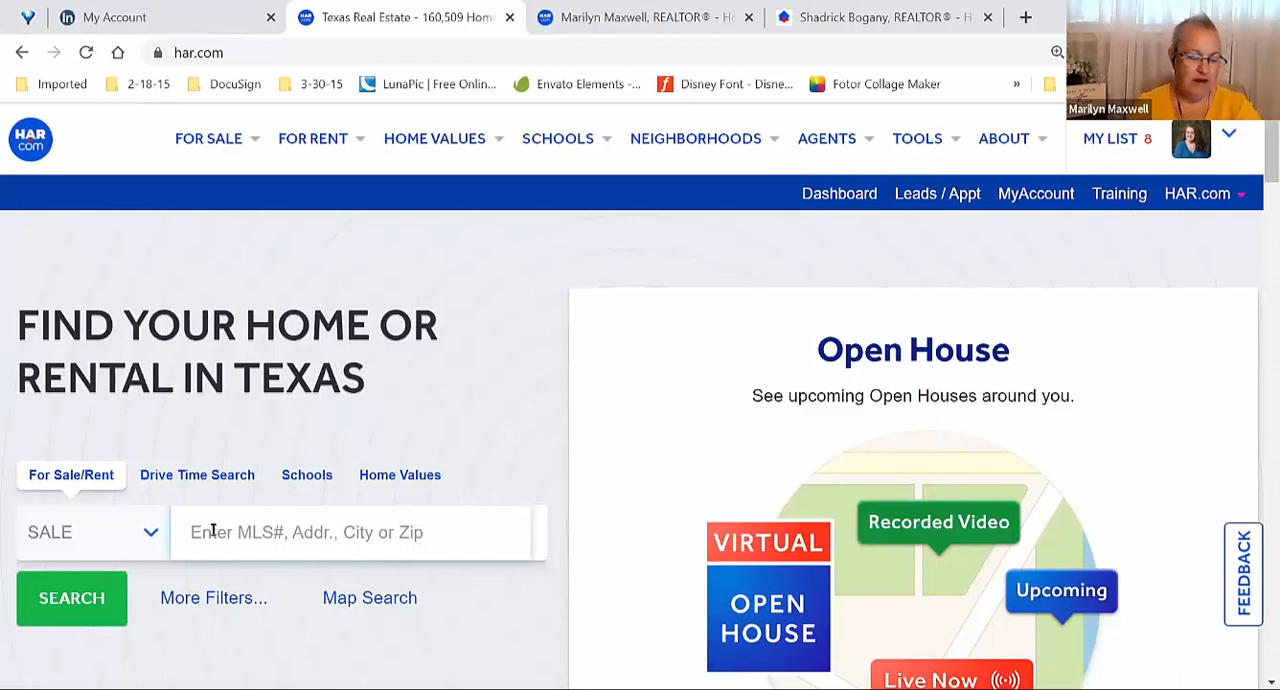 My Account
Texas Real Estate - 160,509 Hom
Marilyn Maxwell, REALTOR® - H
Shadrick Bogany, REALTOR® - H
har.com
Imported
2-18-15
DocuSign
3-30-15
LunaPic | Free Onlin...
Envato Elements -...
Disney Font - Disne...
Fotor Collage Maker
»
Marilyn Maxwell
HAR
com
FOR SALE
FOR RENT
HOME VALUES
SCHOOLS
NEIGHBORHOODS
AGENTS
TOOLS
ABOUT
MY LIST 8
Dashboard
Leads / Appt
MyAccount
Training
HAR.com
FIND YOUR HOME OR
RENTAL IN TEXAS
For Sale/Rent
Drive Time Search
Schools
Home Values
SALE
Enter MLS#, Addr., City or Zip
SEARCH
More Filters...
Map Search
Open House
See upcoming Open Houses around you.
Recorded Video
VIRTUAL
OPEN
HOUSE
Upcoming
Live Now
FEEDBACK